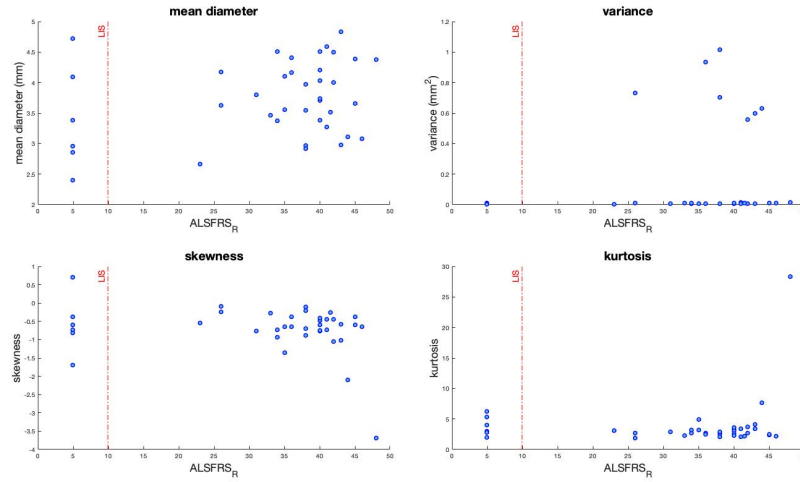 mean diameter
5
4.5
4
3.5
3
2.5
2
mean diameter (mm)
LIS
0 5 10 15 20 25 30 35 40 45 50
ALSFRS_R
variance
1.2
1
0.8
0.6
0.4
0.2
0
variance (mm²)
LIS
0 5 10 15 20 25 30 35 40 45
ALSFRS_R
skewness
1
0.5
0
-0.5
-1
-1.5
-2
-2.5
-3
-3.5
-4
skewness
LIS
0 5 10 15 20 25 30 35 40 45 50
ALSFRS_R
kurtosis
30
25
20
15
10
5
0
kurtosis
LIS
0 5 10 15 20 25 30 35 40 45
ALSFRS_R